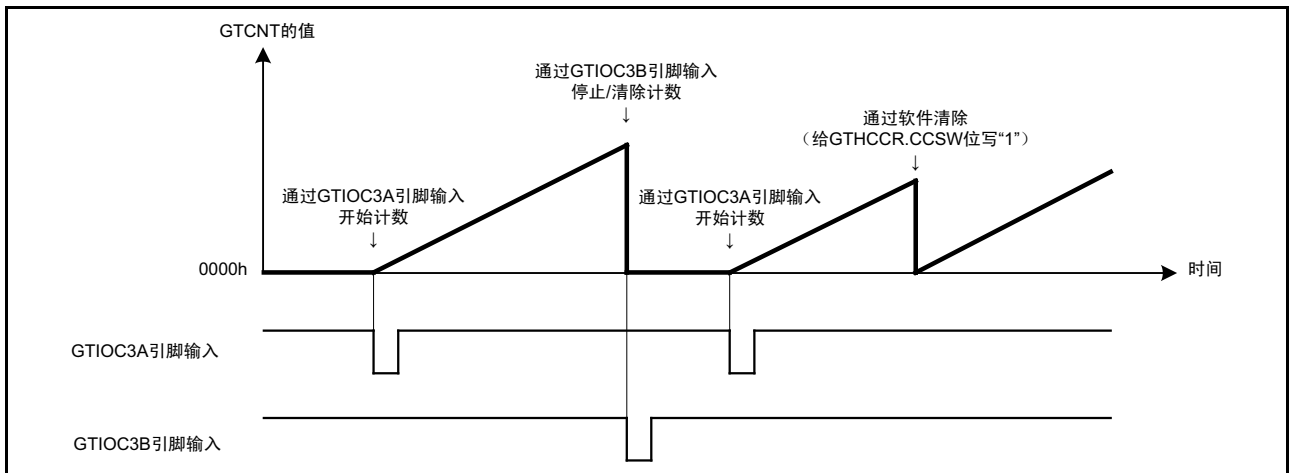 GTCNT的值
通过GTIOC3B引脚输入
停止/清除计数
↓
通过软件清除
（给GTHCCR.CCSW位写“1”）
↓
通过GTIOC3A引脚输入
开始计数
↓
通过GTIOC3A引脚输入
开始计数
↓
0000h
时间
GTIOC3A引脚输入
GTIOC3B引脚输入